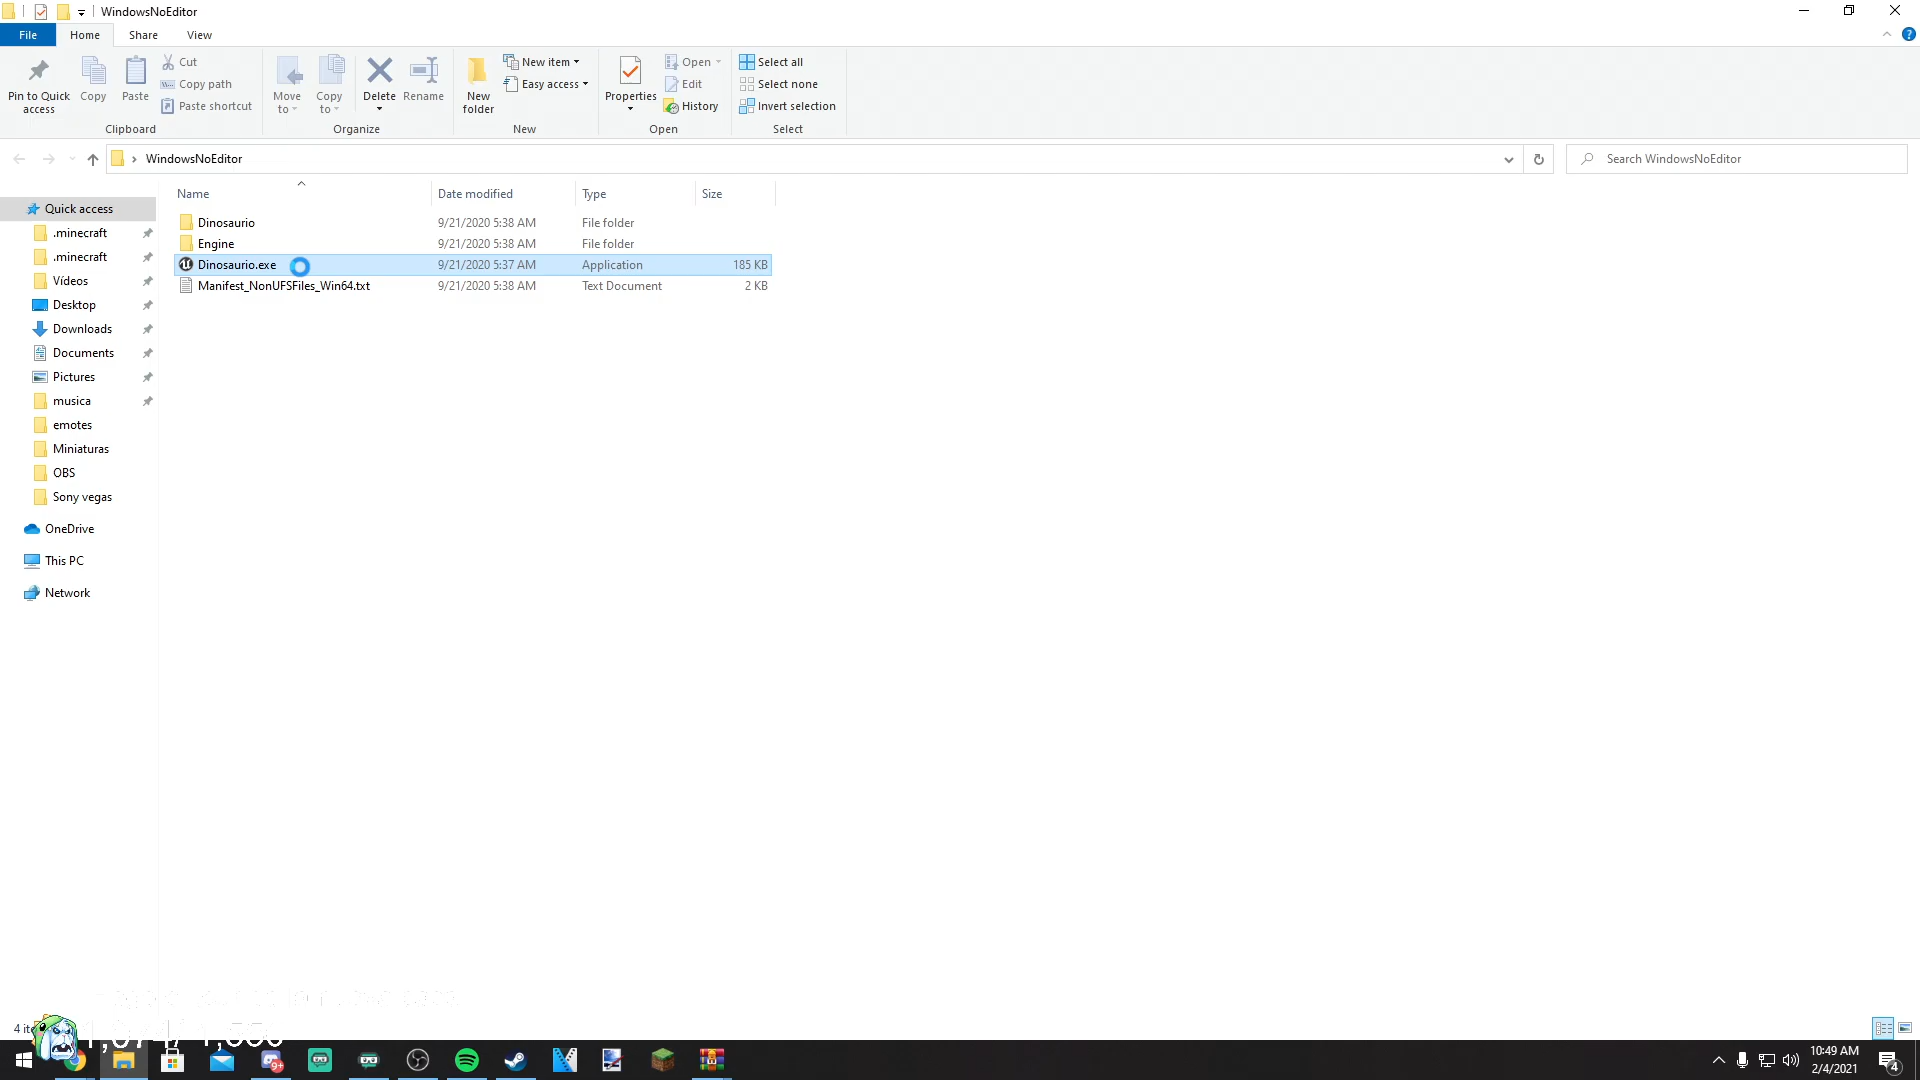 WindowsNoEditor
File Home Share View
Pin to Quick access
Copy
Paste
Cut
Copy path
Paste shortcut
Clipboard
Move to
Copy to
Delete
Rename
Organize
New folder
New item
Easy access
New
Properties
Open
Edit
History
Open
Select all
Select none
Invert selection
Select
WindowsNoEditor
Search WindowsNoEditor
Name Date modified Type Size
Dinosaurio 9/21/2020 5:38 AM File folder
Engine 9/21/2020 5:38 AM File folder
Dinosaurio.exe 9/21/2020 5:37 AM Application 185 KB
Manifest_NonUFSFiles_Win64.txt 9/21/2020 5:38 AM Text Document 2 KB
Quick access
.minecraft
.minecraft
Vídeos
Desktop
Downloads
Documents
Pictures
musica
emotes
Miniaturas
OBS
Sony vegas
OneDrive
This PC
Network
9+
10:49 AM
2/4/2021
4